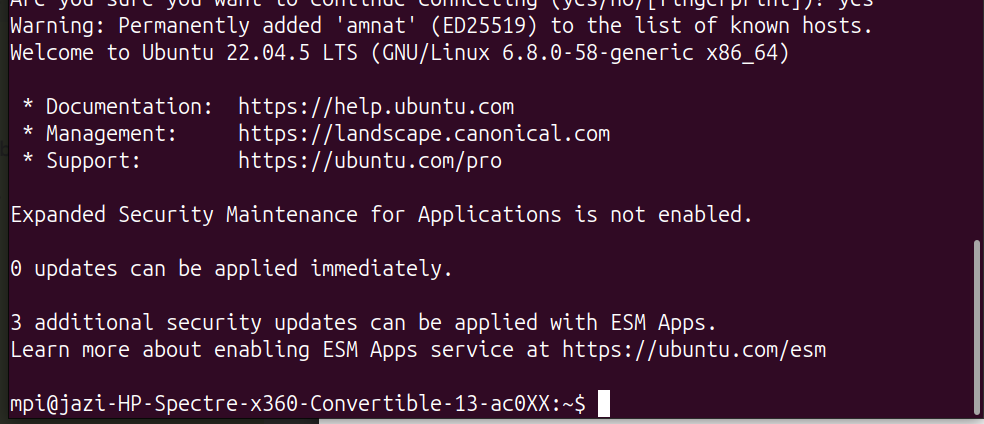 Are you sure you want to continue connecting (yes/no/[fingerprint])? yes
Warning: Permanently added 'amnat' (ED25519) to the list of known hosts.
Welcome to Ubuntu 22.04.5 LTS (GNU/Linux 6.8.0-58-generic x86_64)
* Documentation: https://help.ubuntu.com
* Management: https://landscape.canonical.com
* Support: https://ubuntu.com/pro
Expanded Security Maintenance for Applications is not enabled.
0 updates can be applied immediately.
3 additional security updates can be applied with ESM Apps.
Learn more about enabling ESM Apps service at https://ubuntu.com/esm
mpi@jazi-HP-Spectre-x360-Convertible-13-ac0XX:~$